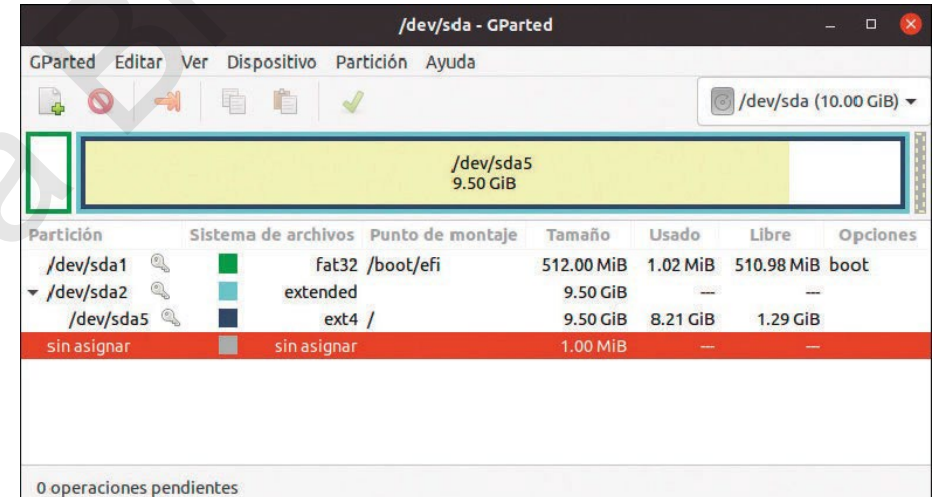 /dev/sda - GParted
GParted Editar Ver Dispositivo Partición Ayuda
/dev/sda (10.00 GiB)
/dev/sda5
9.50 GiB
Partición Sistema de archivos Punto de montaje Tamaño Usado Libre Opciones
/dev/sda1 fat32 /boot/efi 512.00 MiB 1.02 MiB 510.98 MiB boot
/dev/sda2 extended 9.50 GiB --- ---
/dev/sda5 ext4 / 9.50 GiB 8.21 GiB 1.29 GiB
sin asignar sin asignar 1.00 MiB --- ---
0 operaciones pendientes